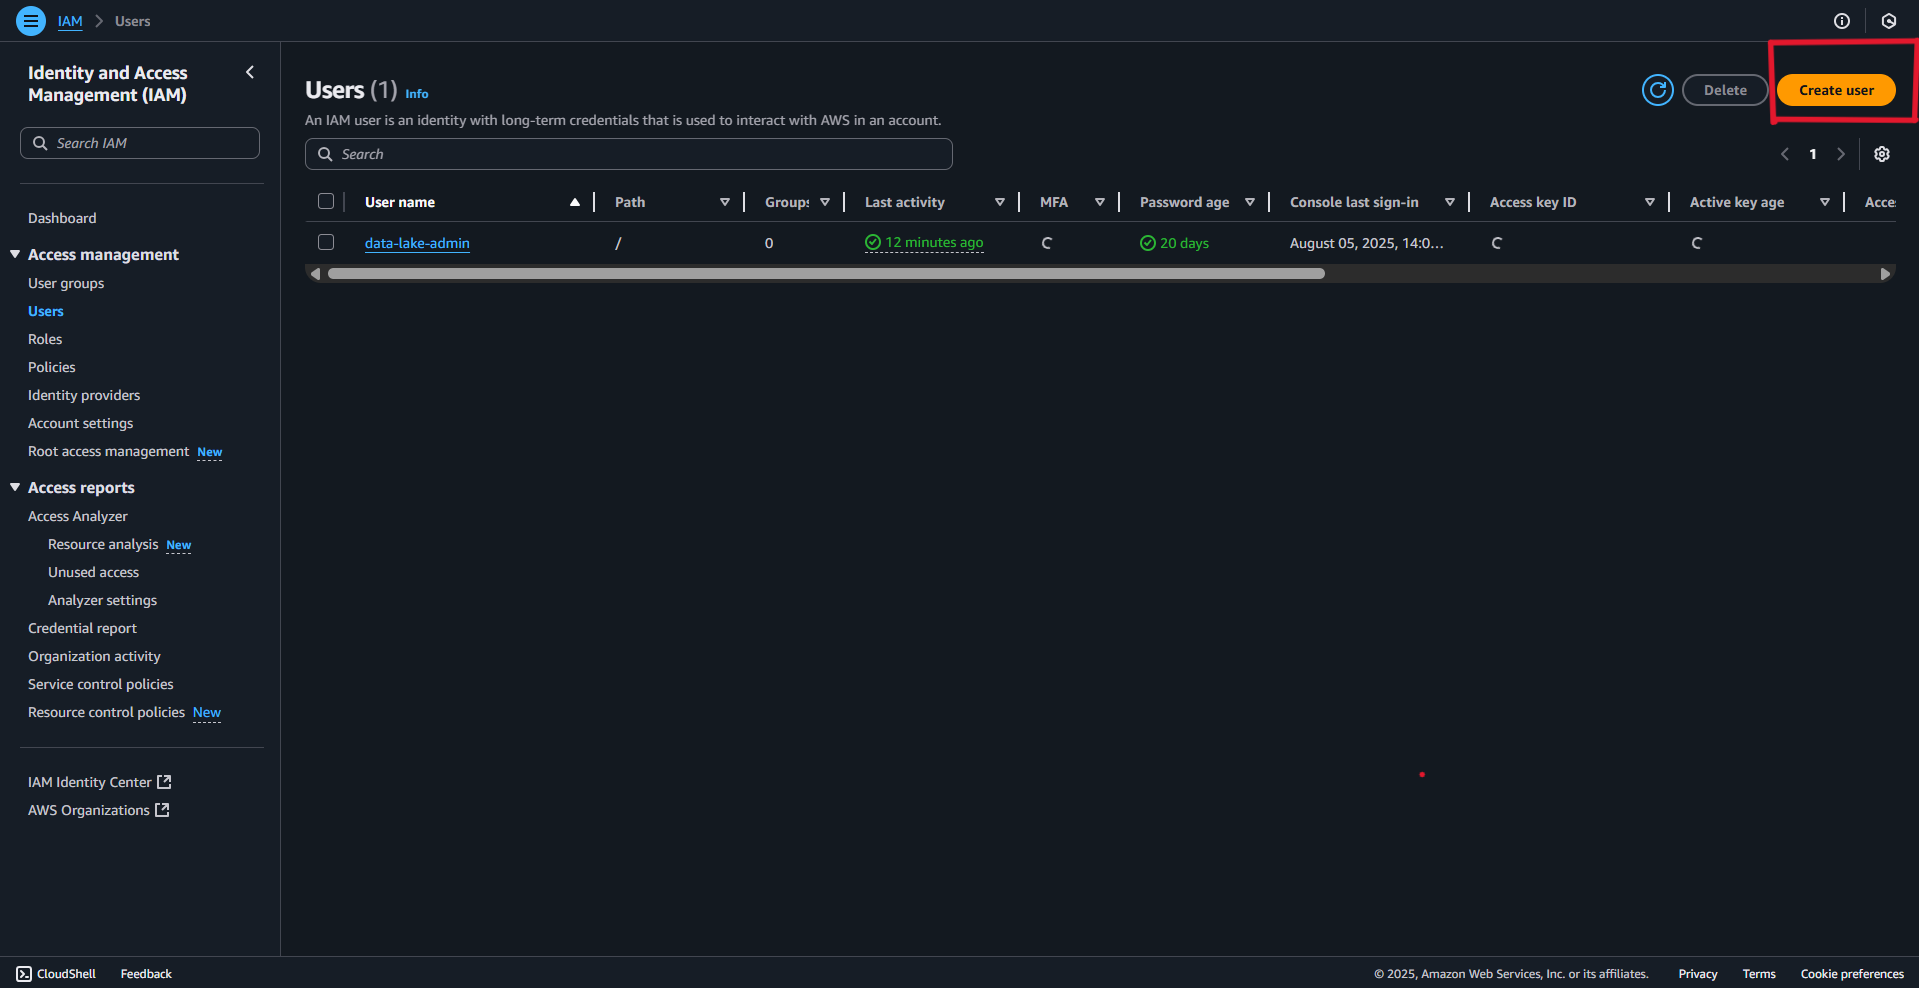 IAM > Users
Identity and Access
Management (IAM)
Search IAM
Dashboard
Access management
User groups
Users
Roles
Policies
Identity providers
Account settings
Root access management New
Access reports
Access Analyzer
Resource analysis New
Unused access
Analyzer settings
Credential report
Organization activity
Service control policies
Resource control policies New
IAM Identity Center
AWS Organizations
Users (1) Info
Delete
Create user
An IAM user is an identity with long-term credentials that is used to interact with AWS in an account.
Search
1
User name Path Groups Last activity MFA Password age Console last sign-in Access key ID Active key age Acces
data-lake-admin / 0 12 minutes ago 20 days August 05, 2025, 14:0...
CloudShell Feedback © 2025, Amazon Web Services, Inc. or its affiliates. Privacy Terms Cookie preferences